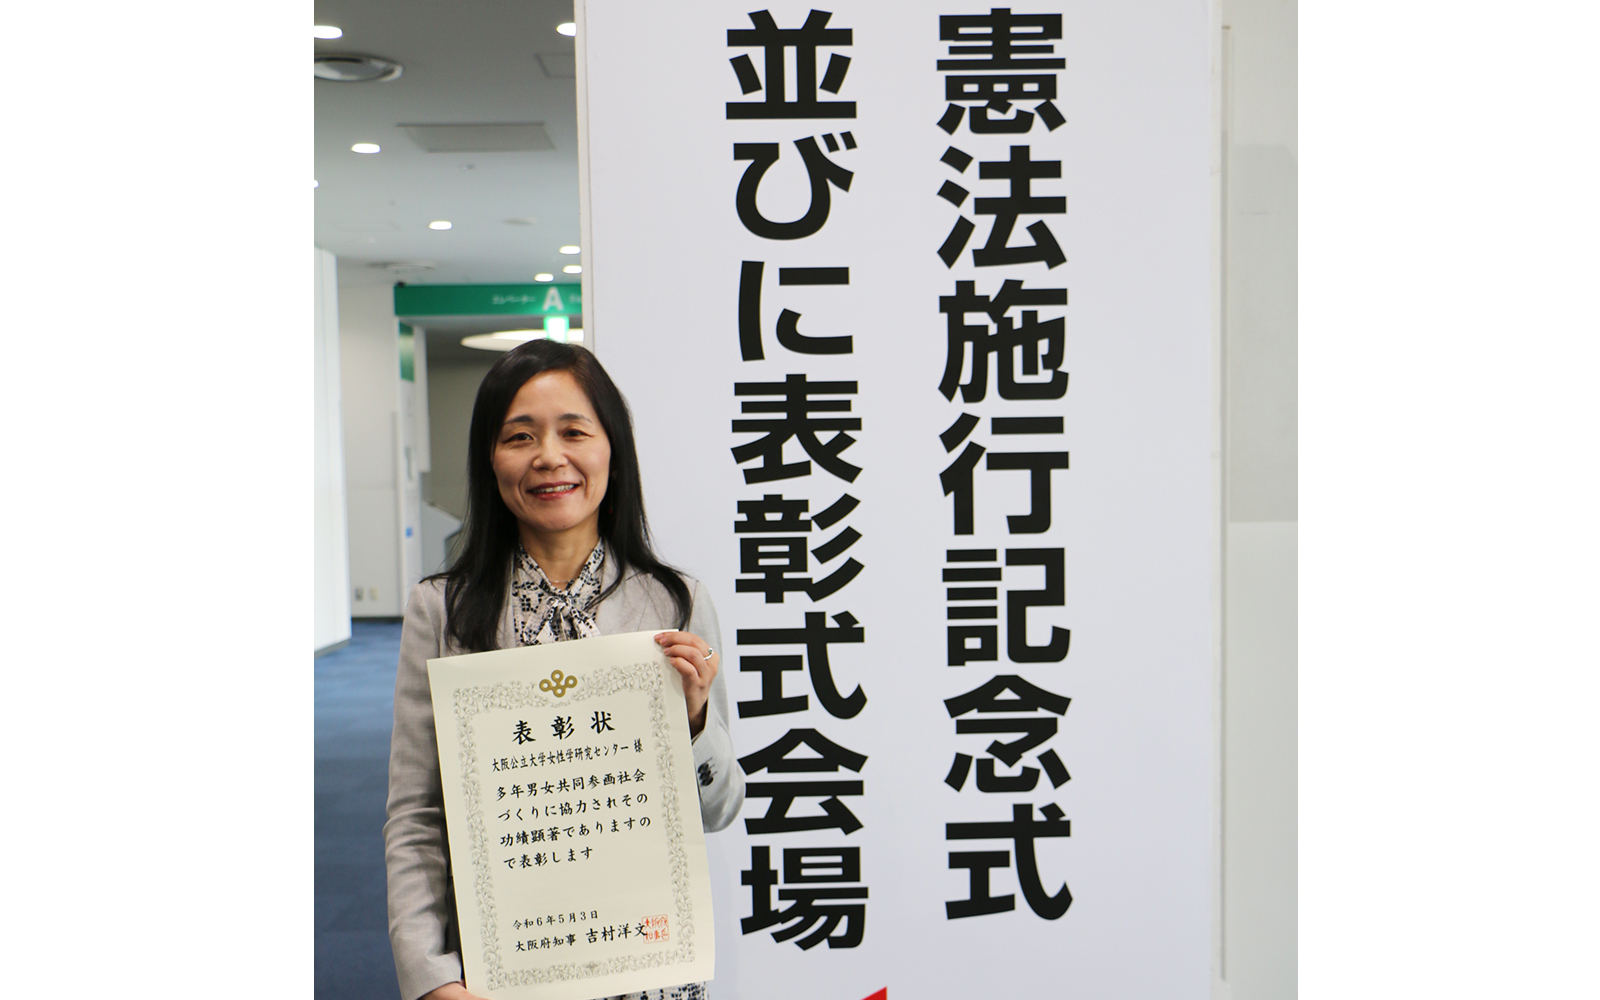 憲法施行記念式
並びに表彰式会場
エレベーター A
表彰状
大阪公立大学女性学研究センター 様
多年男女共同参画社会
づくりに協力されその
功績顕著でありますの
で表彰します
令和6年5月3日
大阪府知事 吉村洋文